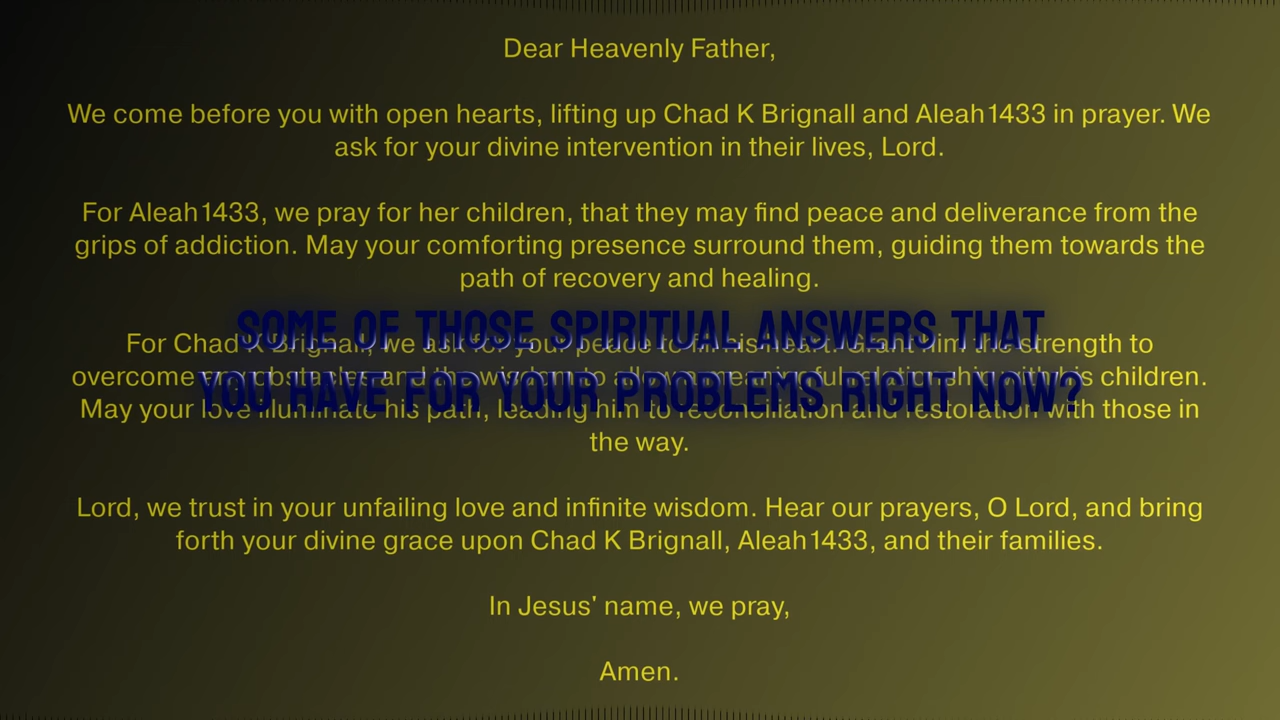 Dear Heavenly Father,
We come before you with open hearts, lifting up Chad K Brignall and Aleah1433 in prayer. We
ask for your divine intervention in their lives, Lord.
For Aleah1433, we pray for her children, that they may find peace and deliverance from the
grips of addiction. May your comforting presence surround them, guiding them towards the
path of recovery and healing.
SOME OF THOSE SPIRITUAL ANSWERS THAT
For Chad K Brignall, we ask for your peace to fill his heart. Grant him the strength to
overcome any obstacles and the wisdom to allow a meaningful relationship with his children.
YOU HAVE FOR YOUR PROBLEMS RIGHT NOW?
May your love illuminate his path, leading him to reconciliation and restoration with those in
the way.
Lord, we trust in your unfailing love and infinite wisdom. Hear our prayers, O Lord, and bring
forth your divine grace upon Chad K Brignall, Aleah1433, and their families.
In Jesus' name, we pray,
Amen.